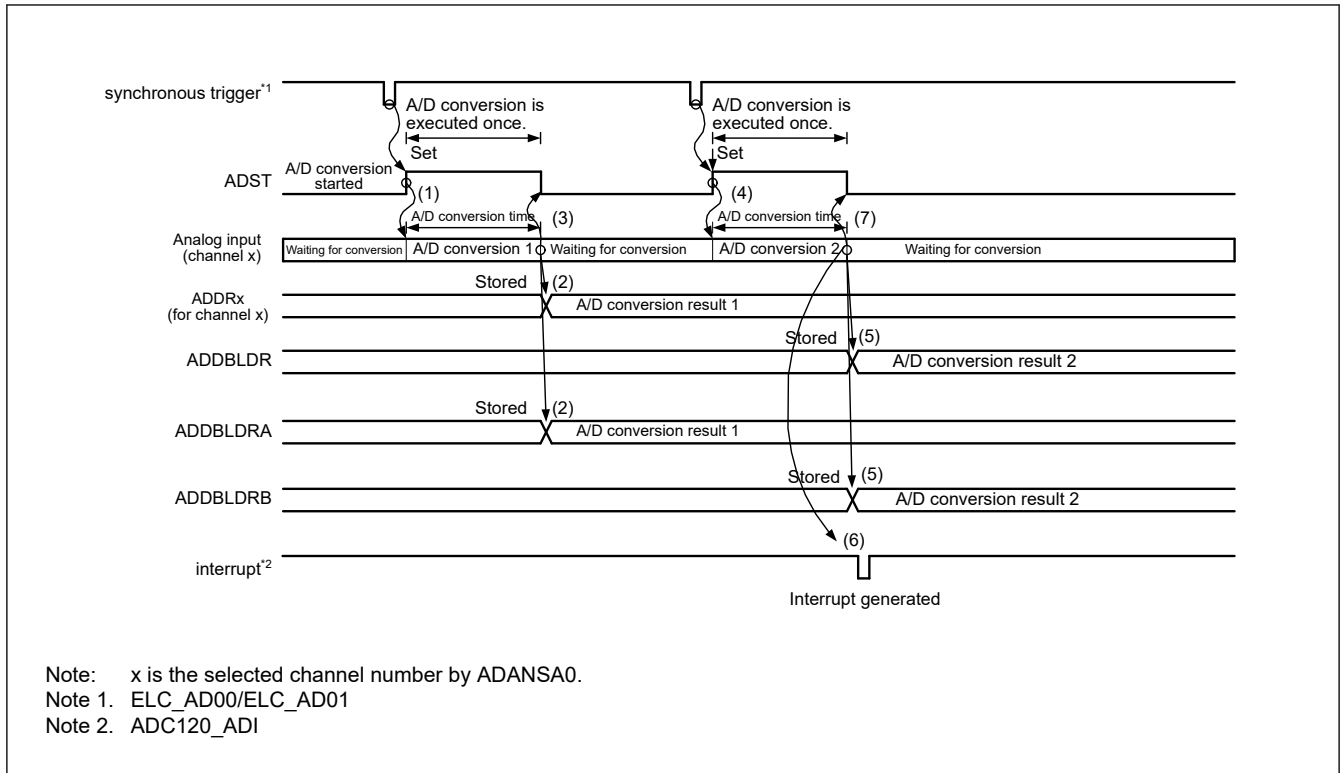 synchronous trigger*1
A/D conversion is
executed once.
A/D conversion is
executed once.
Set
Set
ADST
A/D conversion
started
(1)
(4)
A/D conversion time
(3)
A/D conversion time
(7)
Analog input
(channel x)
Waiting for conversion
A/D conversion 1
Waiting for conversion
A/D conversion 2
Waiting for conversion
Stored
(2)
ADDRx
(for channel x)
A/D conversion result 1
Stored
(5)
ADDBLDR
A/D conversion result 2
Stored
(2)
ADDBLDRA
A/D conversion result 1
Stored
(5)
ADDBLDRB
A/D conversion result 2
(6)
interrupt*2
Interrupt generated
Note: x is the selected channel number by ADANSA0.
Note 1. ELC_AD00/ELC_AD01
Note 2. ADC120_ADI